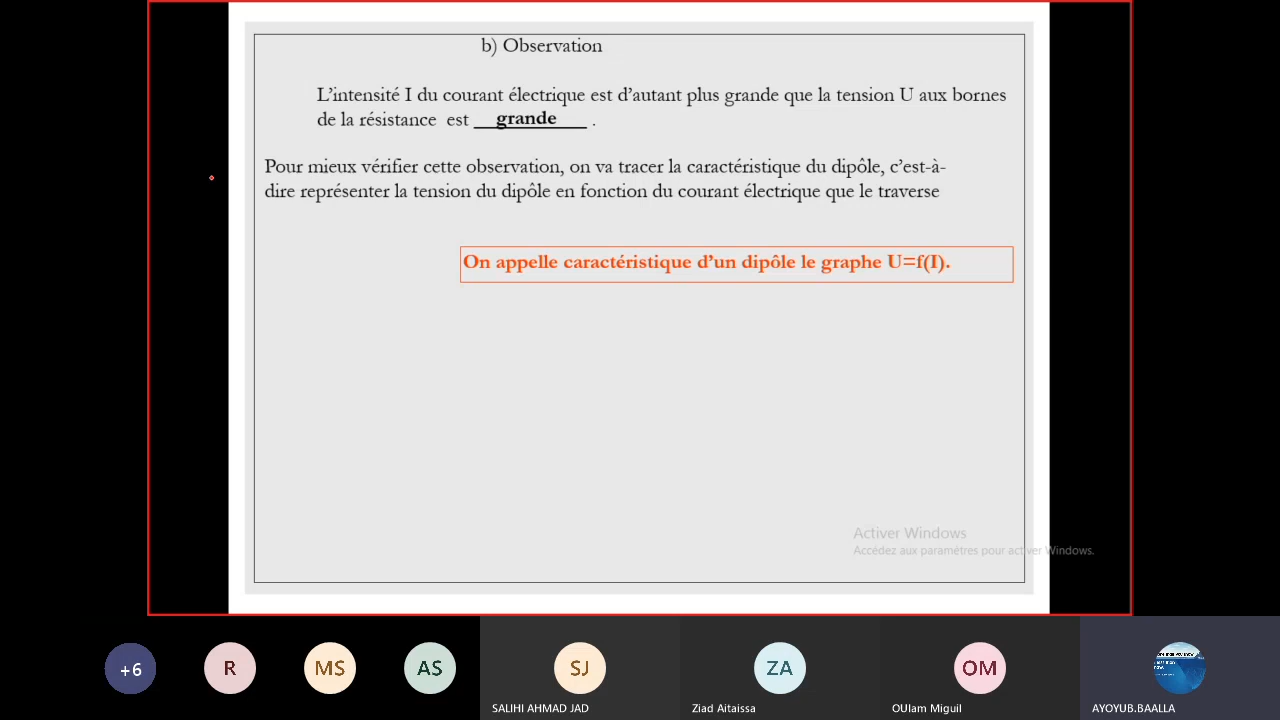 b) Observation
L’intensité I du courant électrique est d’autant plus grande que la tension U aux bornes
de la résistance est __grande__ .
Pour mieux vérifier cette observation, on va tracer la caractéristique du dipôle, c’est-à-
dire représenter la tension du dipôle en fonction du courant électrique que le traverse
On appelle caractéristique d’un dipôle le graphe U=f(I).
Activer Windows
Accédez aux paramètres pour activer Windows.
+6
R
MS
AS
SJ
ZA
OM
SALIHI AHMAD JAD
Ziad Aitaissa
OUlam Miguil
AYOYUB.BAALLA